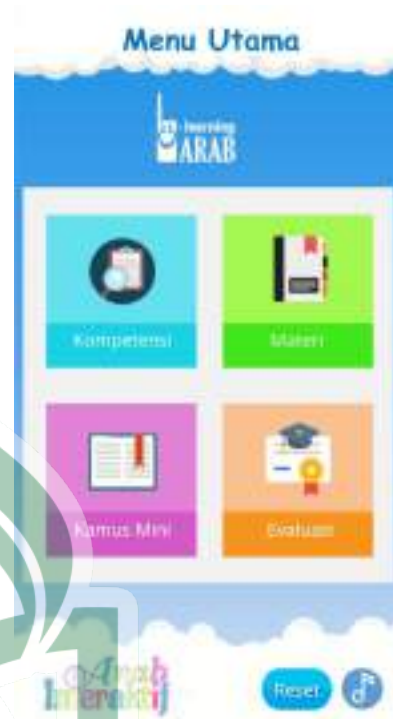 Menu Utama
learning
ARAB
Kompetensi
Materi
Kamus Mini
Evaluasi
Arab
Interaktif
Reset